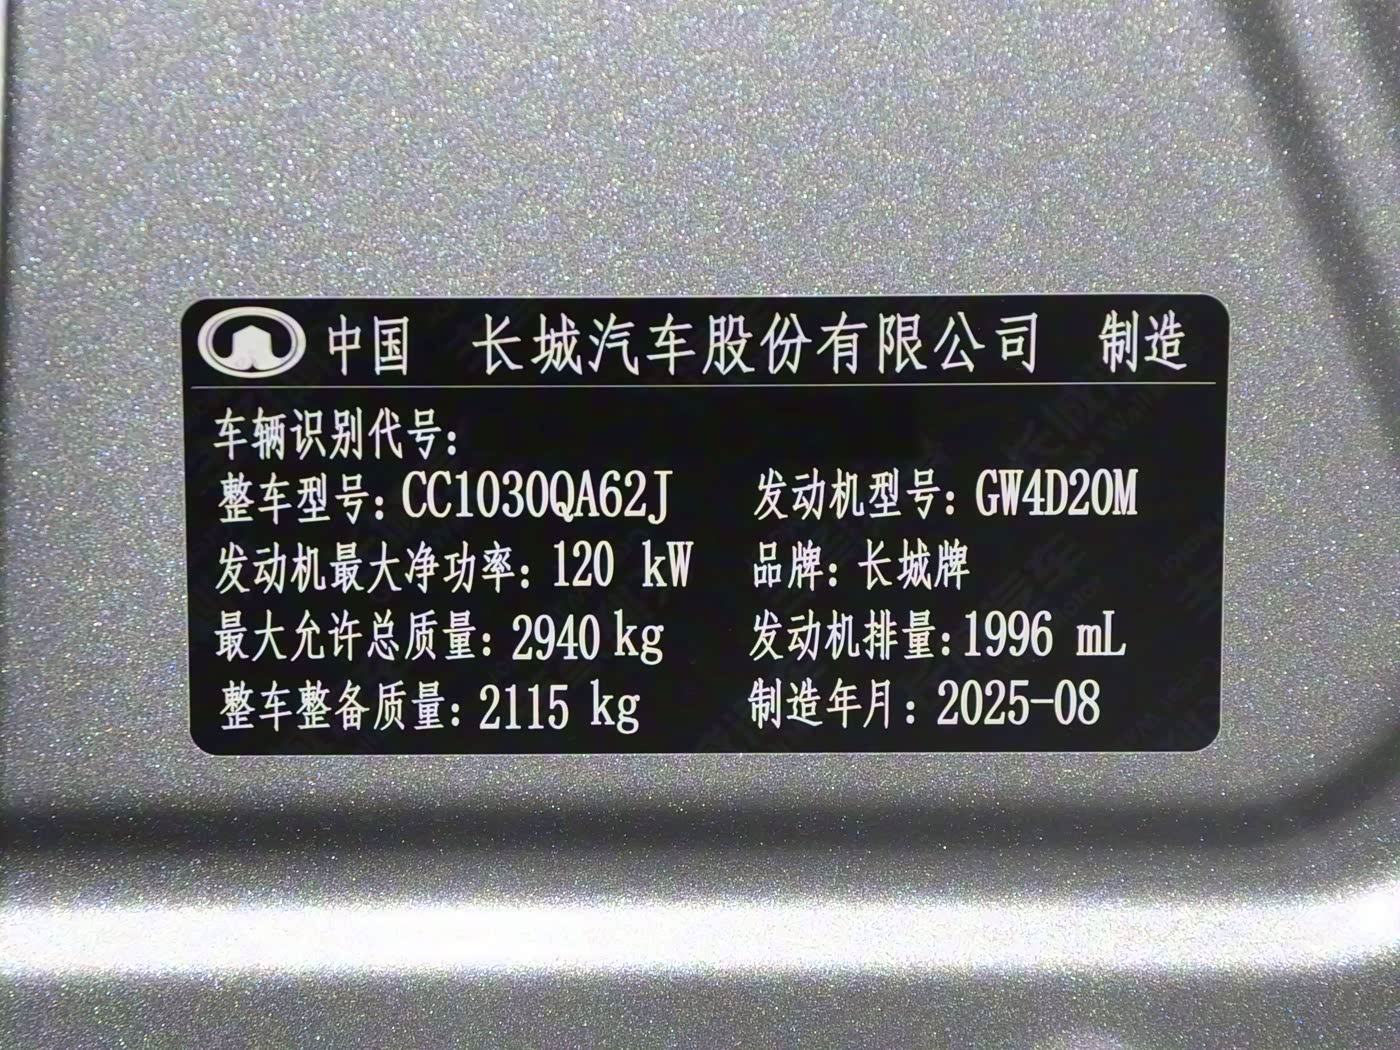 中国 长城汽车股份有限公司 制造
车辆识别代号：
整车型号：CC1030QA62J 发动机型号：GW4D20M
发动机最大净功率：120 kW 品牌：长城牌
最大允许总质量：2940 kg 发动机排量：1996 mL
整车整备质量：2115 kg 制造年月：2025-08